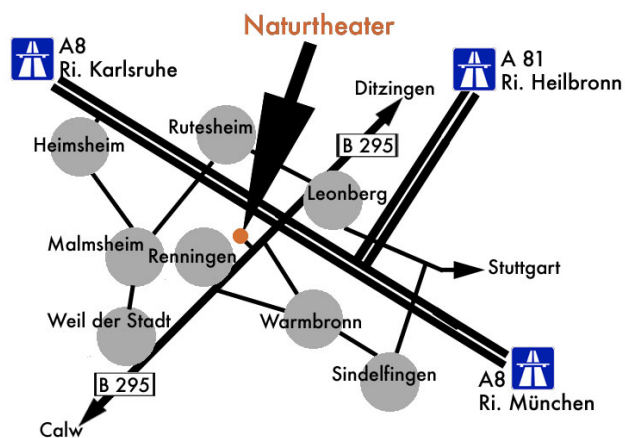 Naturtheater
A8
Ri. Karlsruhe
A 81
Ri. Heilbronn
Ditzingen
Rutesheim
B 295
Heimsheim
Leonberg
Malmsheim
Renningen
Stuttgart
Weil der Stadt
Warmbronn
Sindelfingen
B 295
A8
Ri. München
Calw